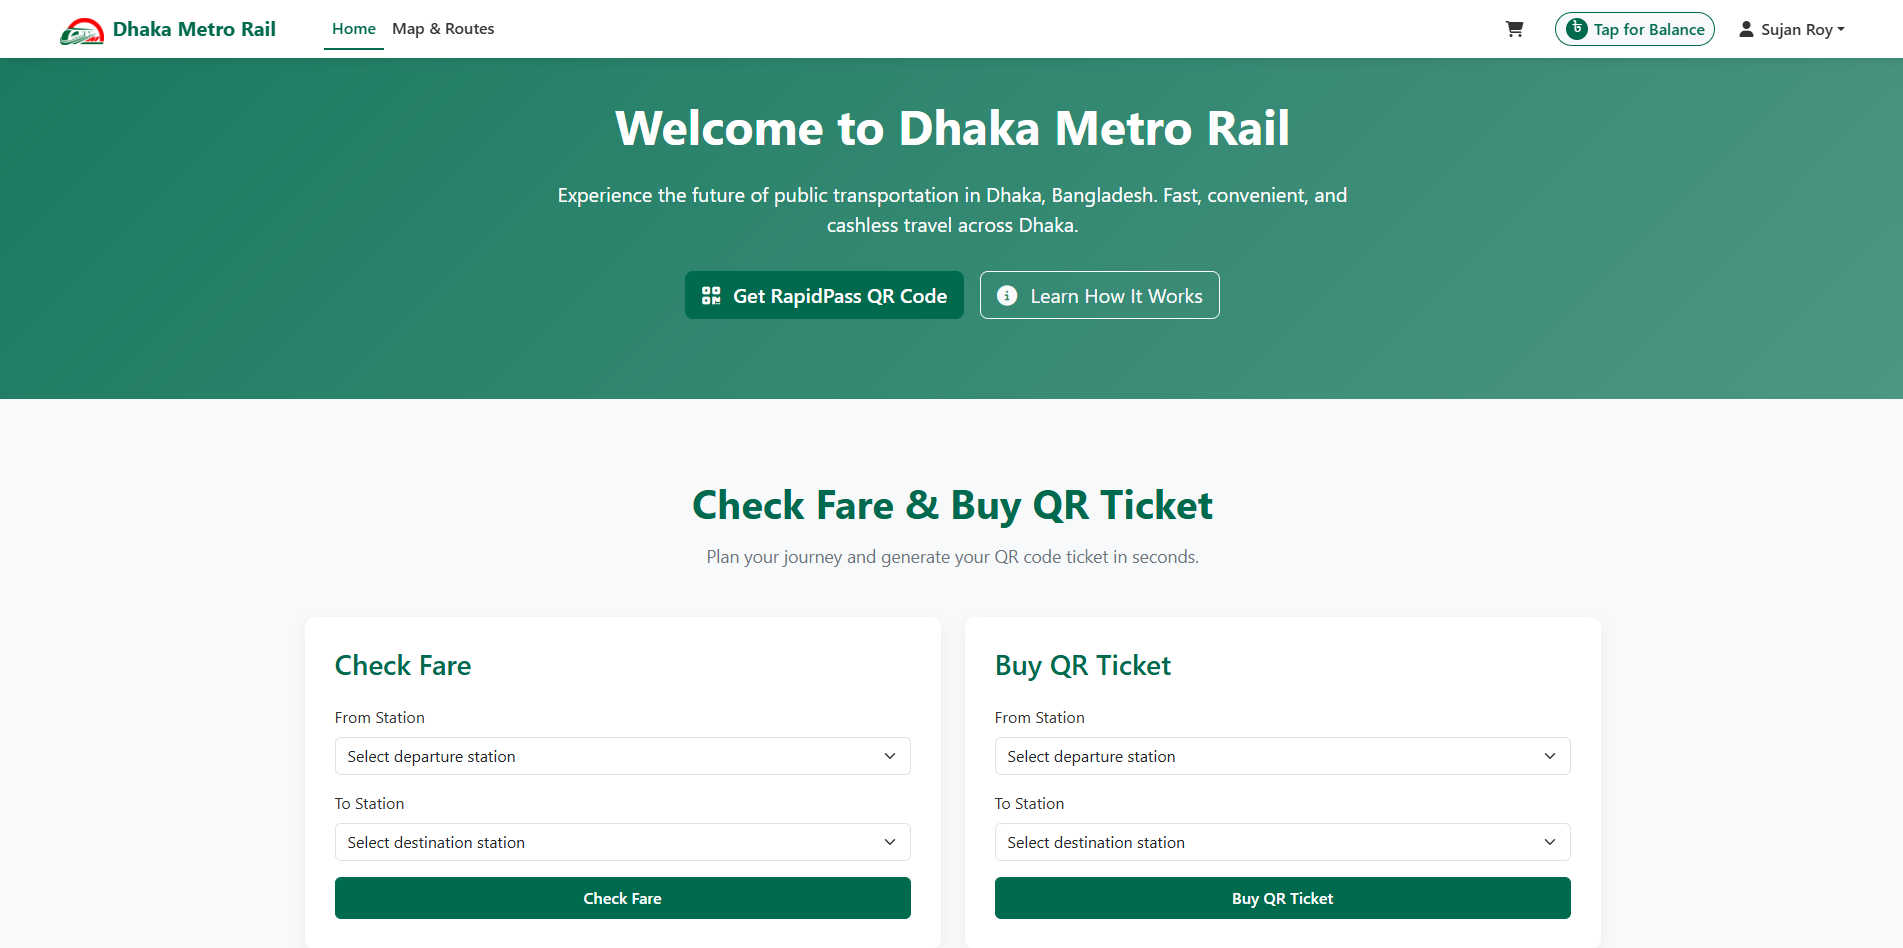 Dhaka Metro Rail
Home
Map & Routes
৳ Tap for Balance
Sujan Roy
Welcome to Dhaka Metro Rail
Experience the future of public transportation in Dhaka, Bangladesh. Fast, convenient, and
cashless travel across Dhaka.
Get RapidPass QR Code
Learn How It Works
Check Fare & Buy QR Ticket
Plan your journey and generate your QR code ticket in seconds.
Check Fare
From Station
Select departure station
To Station
Select destination station
Check Fare
Buy QR Ticket
From Station
Select departure station
To Station
Select destination station
Buy QR Ticket